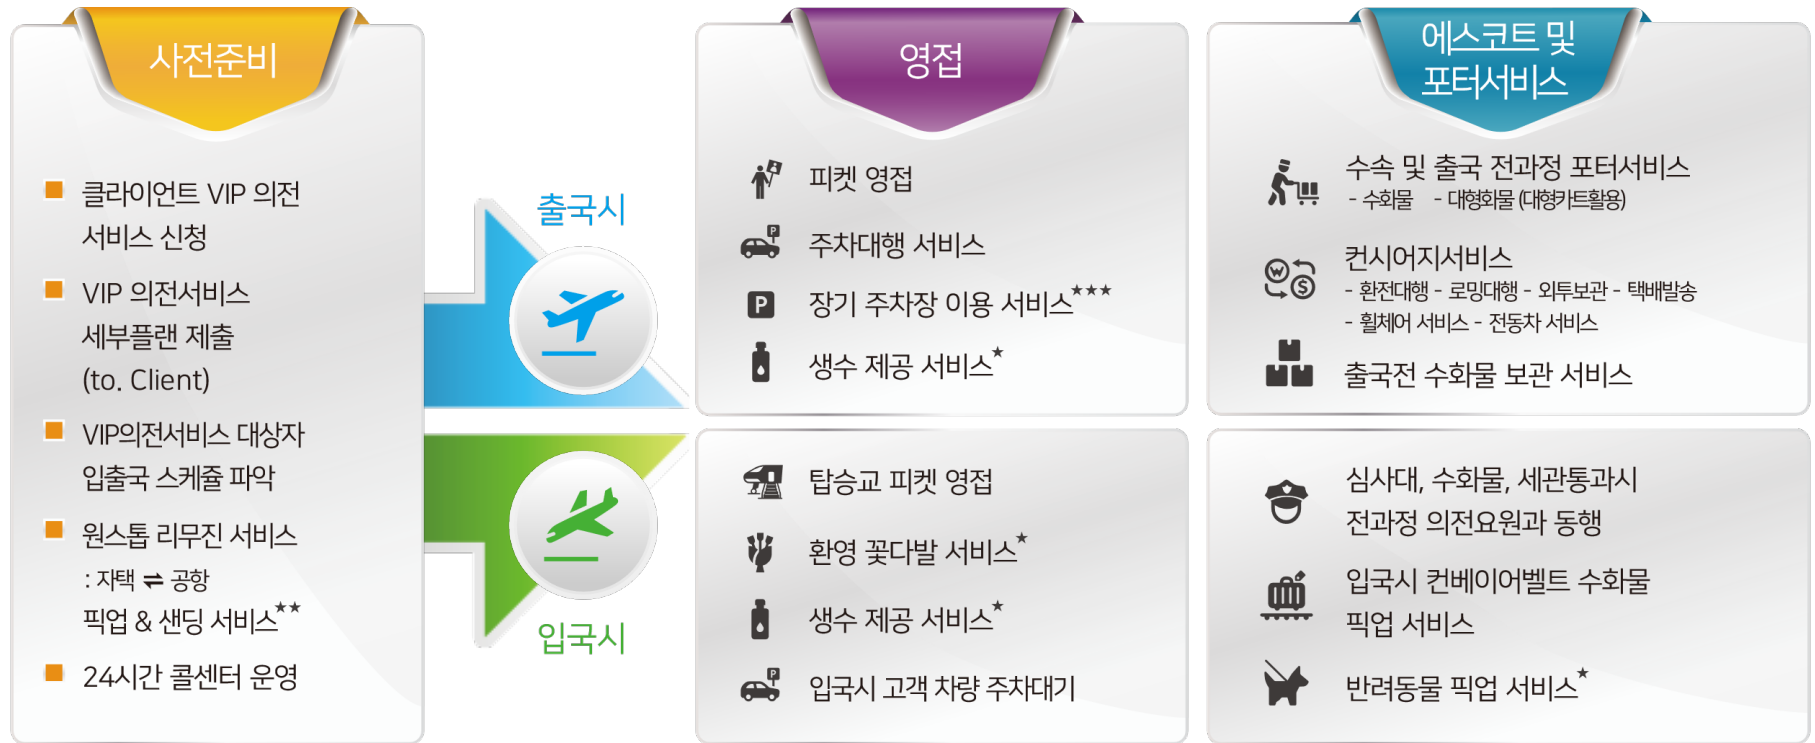 사전준비
클라이언트 VIP 의전
서비스 신청
VIP 의전서비스
세부플랜 제출
(to. Client)
VIP의전서비스 대상자
입출국 스케쥴 파악
원스톱 리무진 서비스
: 자택 ⇌ 공항
픽업 & 샌딩 서비스★★
24시간 콜센터 운영
출국시
입국시
영접
피켓 영접
P
주차대행 서비스
P
장기 주차장 이용 서비스★★★
생수 제공 서비스★
탑승교 피켓 영접
환영 꽃다발 서비스★
생수 제공 서비스★
P
입국시 고객 차량 주차대기
에스코트 및
포터서비스
수속 및 출국 전과정 포터서비스
- 수화물 - 대형화물 (대형카트활용)
W $
컨시어지서비스
- 환전대행 - 로밍대행 - 외투보관 - 택배발송
- 휠체어 서비스 - 전동차 서비스
출국전 수화물 보관 서비스
심사대, 수화물, 세관통과시
전과정 의전요원과 동행
입국시 컨베이어벨트 수화물
픽업 서비스
반려동물 픽업 서비스★